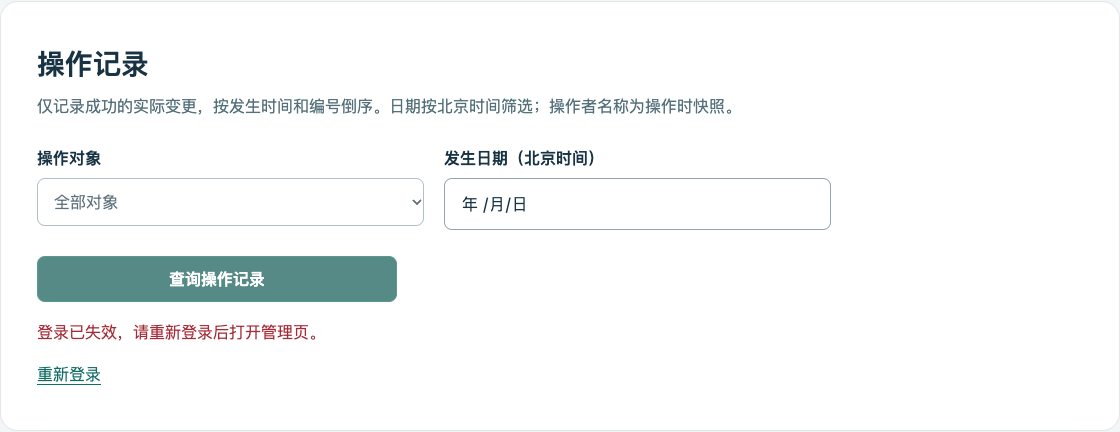 操作记录
仅记录成功的实际变更，按发生时间和编号倒序。日期按北京时间筛选；操作者名称为操作时快照。
操作对象
发生日期（北京时间）
全部对象
年 /月/日
查询操作记录
登录已失效，请重新登录后打开管理页。
重新登录